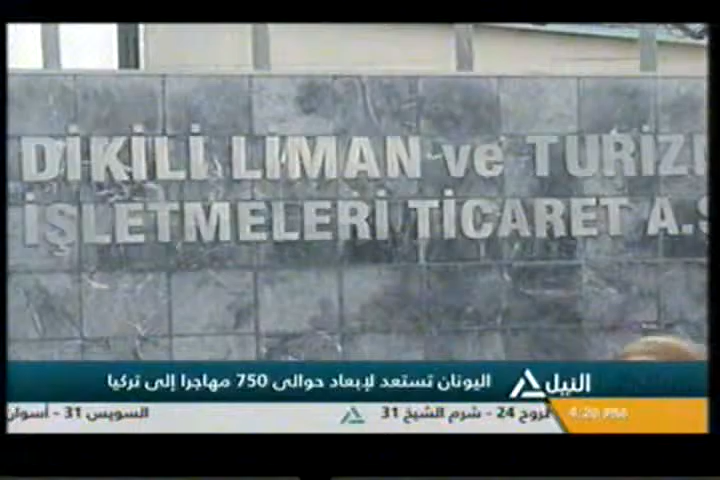 DİKİLİ LİMAN ve TURİZ
İŞLETMELERİ TİCARET A.Ş
النيل
اليونان تستعد لإبعاد حوالى 750 مهاجرا إلى تركيا
4:20 PM
24 - شرم الشيخ 31
السويس 31 - أسوان